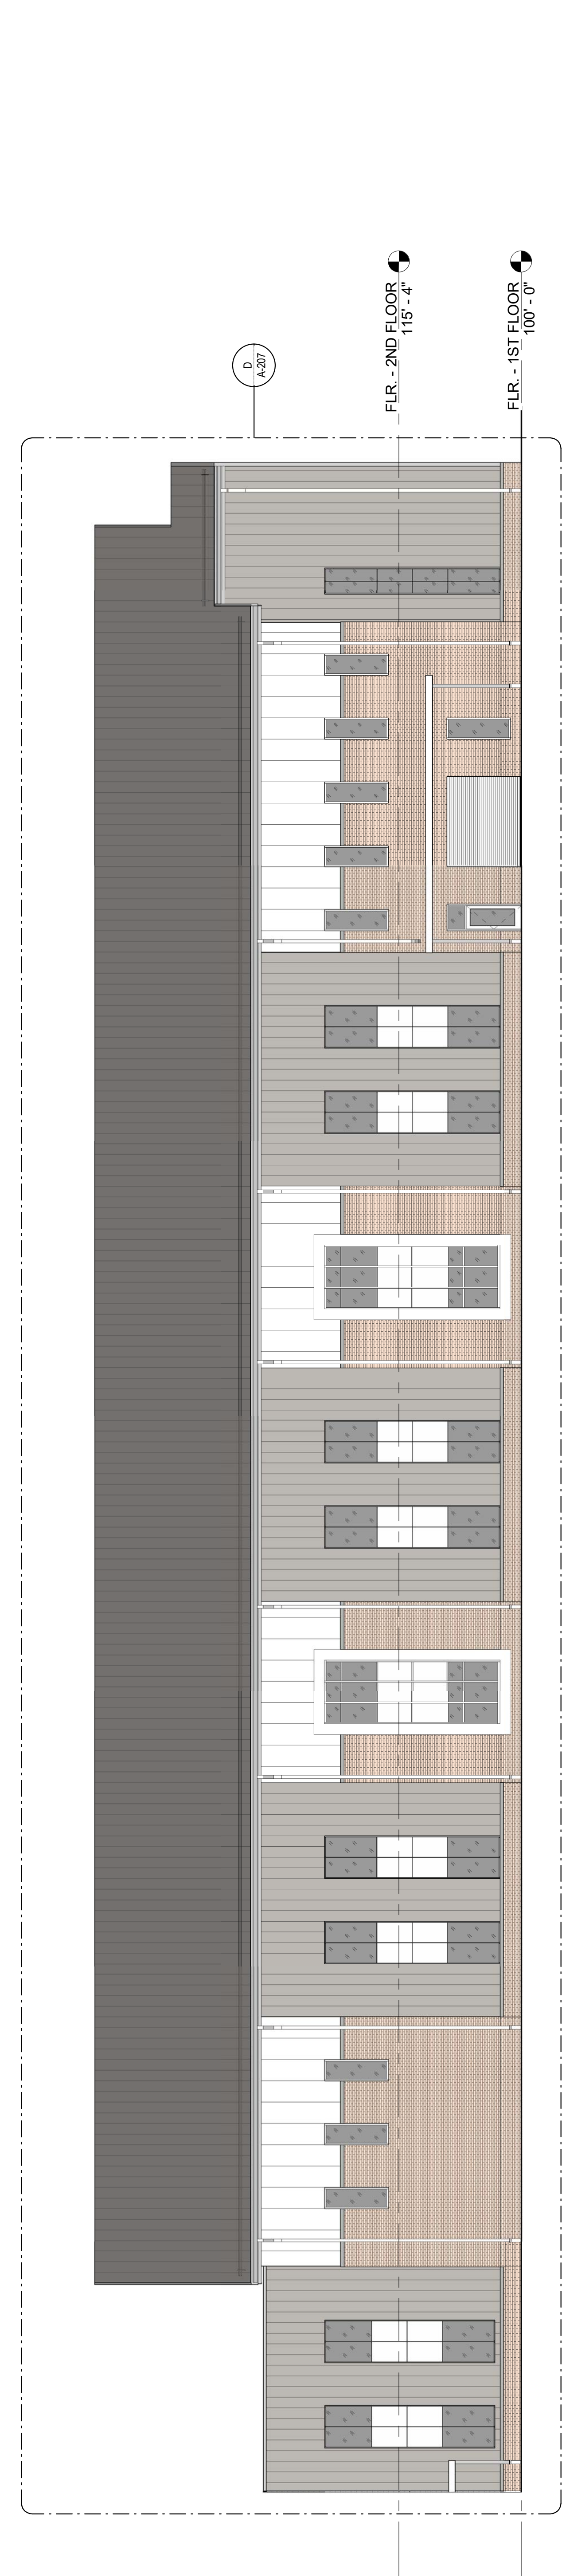 D
A-207
FLR. - 2ND FLOOR
115' - 4"
FLR. - 1ST FLOOR
100' - 0"